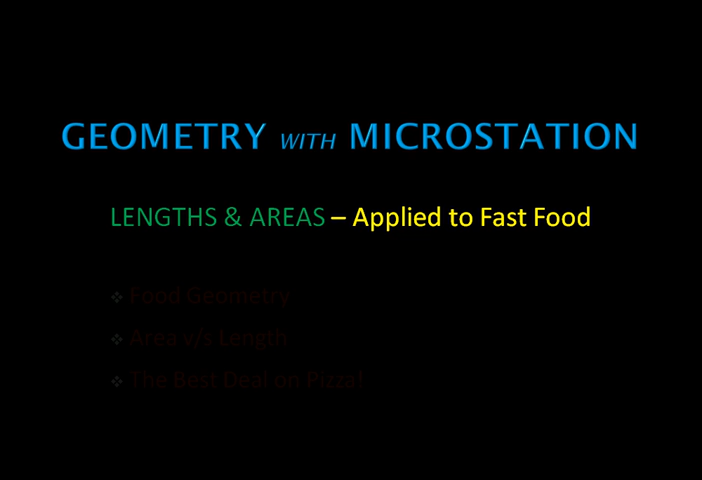 GEOMETRY WITH MICROSTATION
LENGTHS & AREAS – Applied to Fast Food
❖ Food Geometry
❖ Area v/s Length
❖ The Best Deal on Pizza!